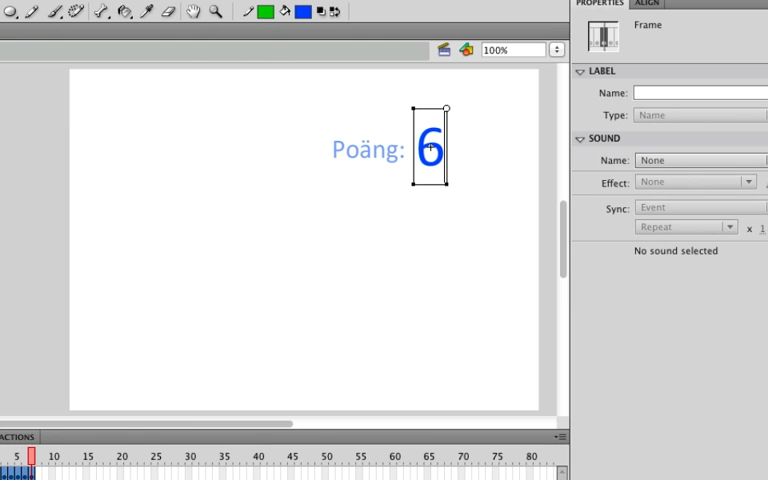 PROPERTIES ALIGN
Frame
100%
LABEL
Name:
Type: Name
Poäng: 6
SOUND
Name: None
Effect: None
Sync: Event
Repeat x 1
No sound selected
ACTIONS
5 10 15 20 25 30 35 40 45 50 55 60 65 70 75 80